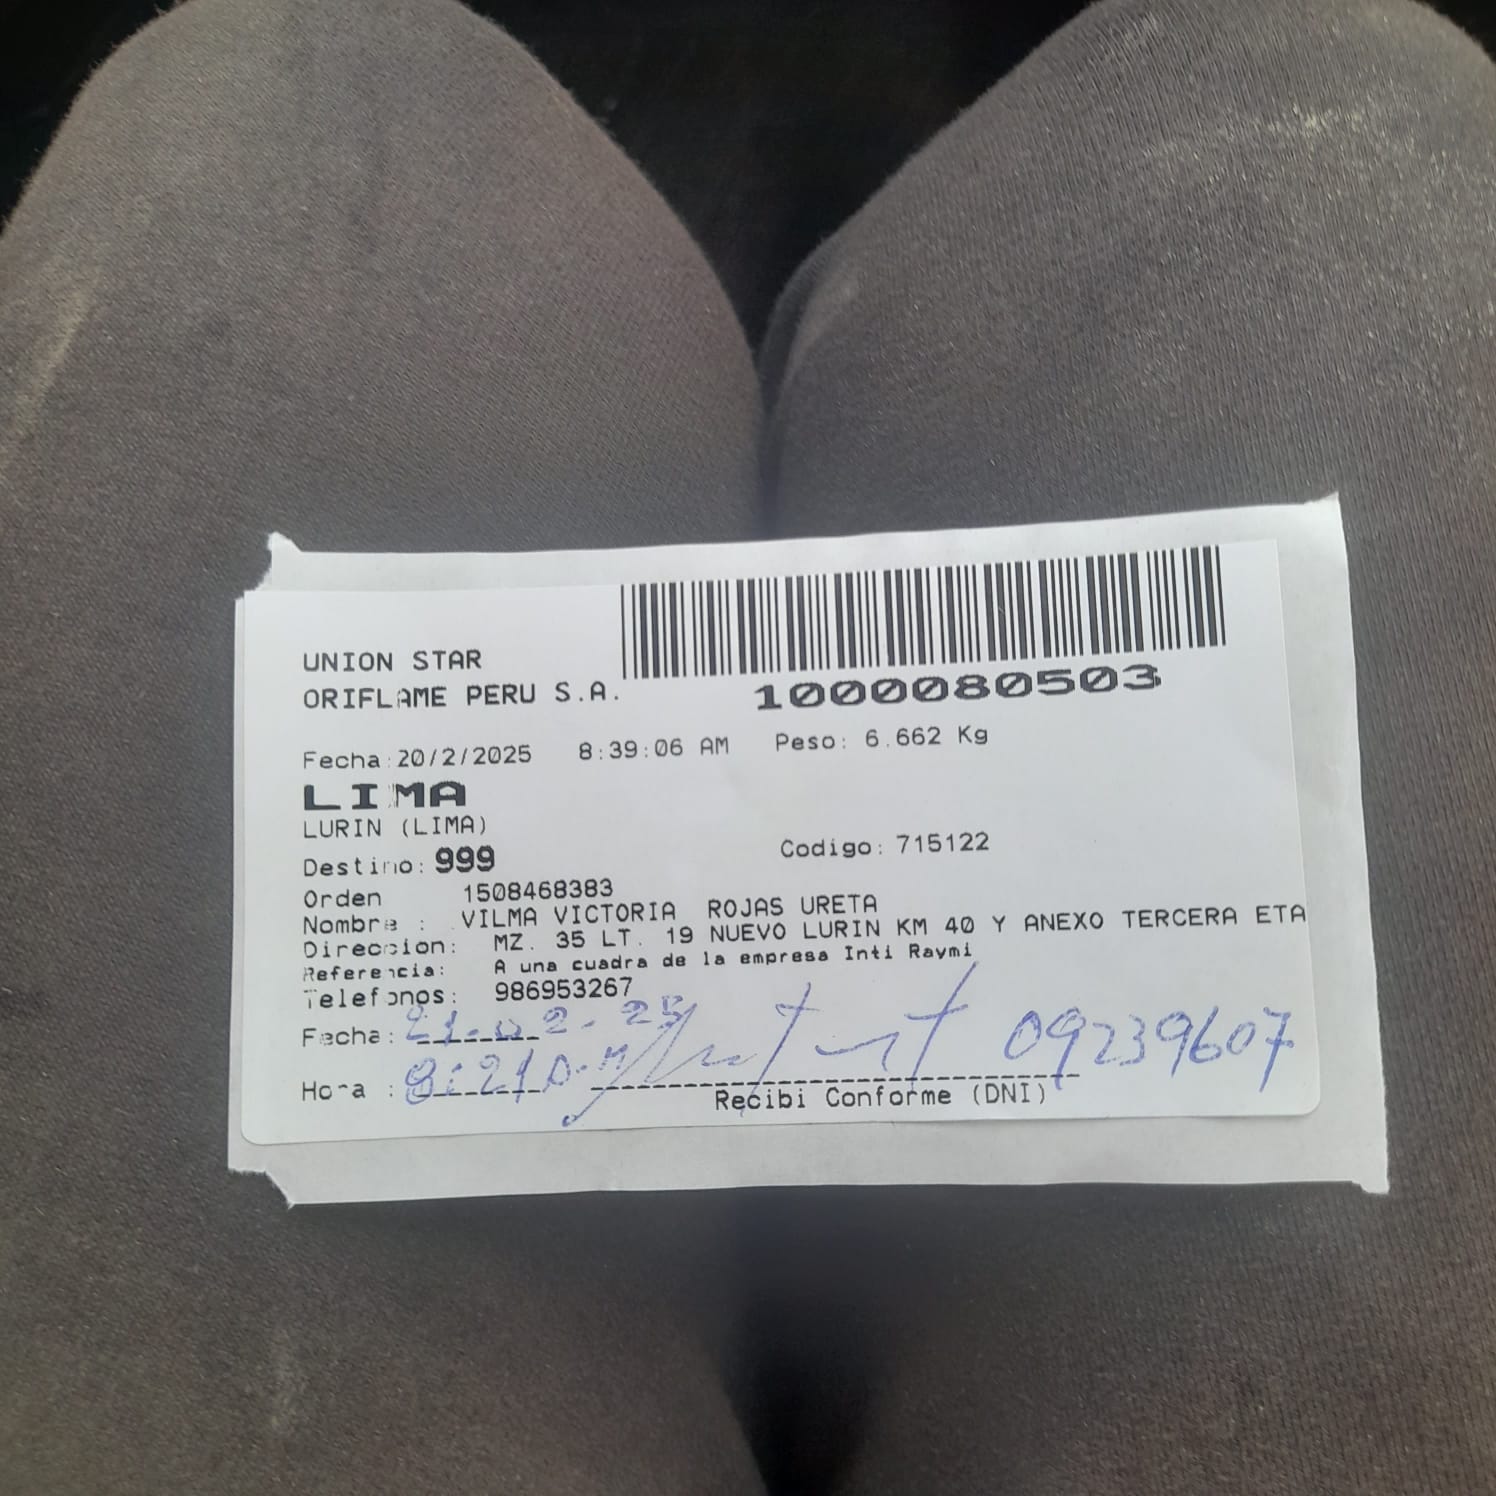 UNION STAR
ORIFLAME PERU S.A.
1000080503
Fecha: 20/2/2025 8:39:06 AM Peso: 6.662 Kg
LIMA
LURIN (LIMA)
Destino: 999 Codigo: 715122
Orden 1508468383
Nombre : VILMA VICTORIA ROJAS URETA
Direccion: MZ. 35 LT. 19 NUEVO LURIN KM 40 Y ANEXO TERCERA ETA
Referencia: A una cuadra de la empresa Inti Raymi
Telefonos: 986953267
Fecha: 21-02-25
Hora : 09239607
Recibi Conforme (DNI)